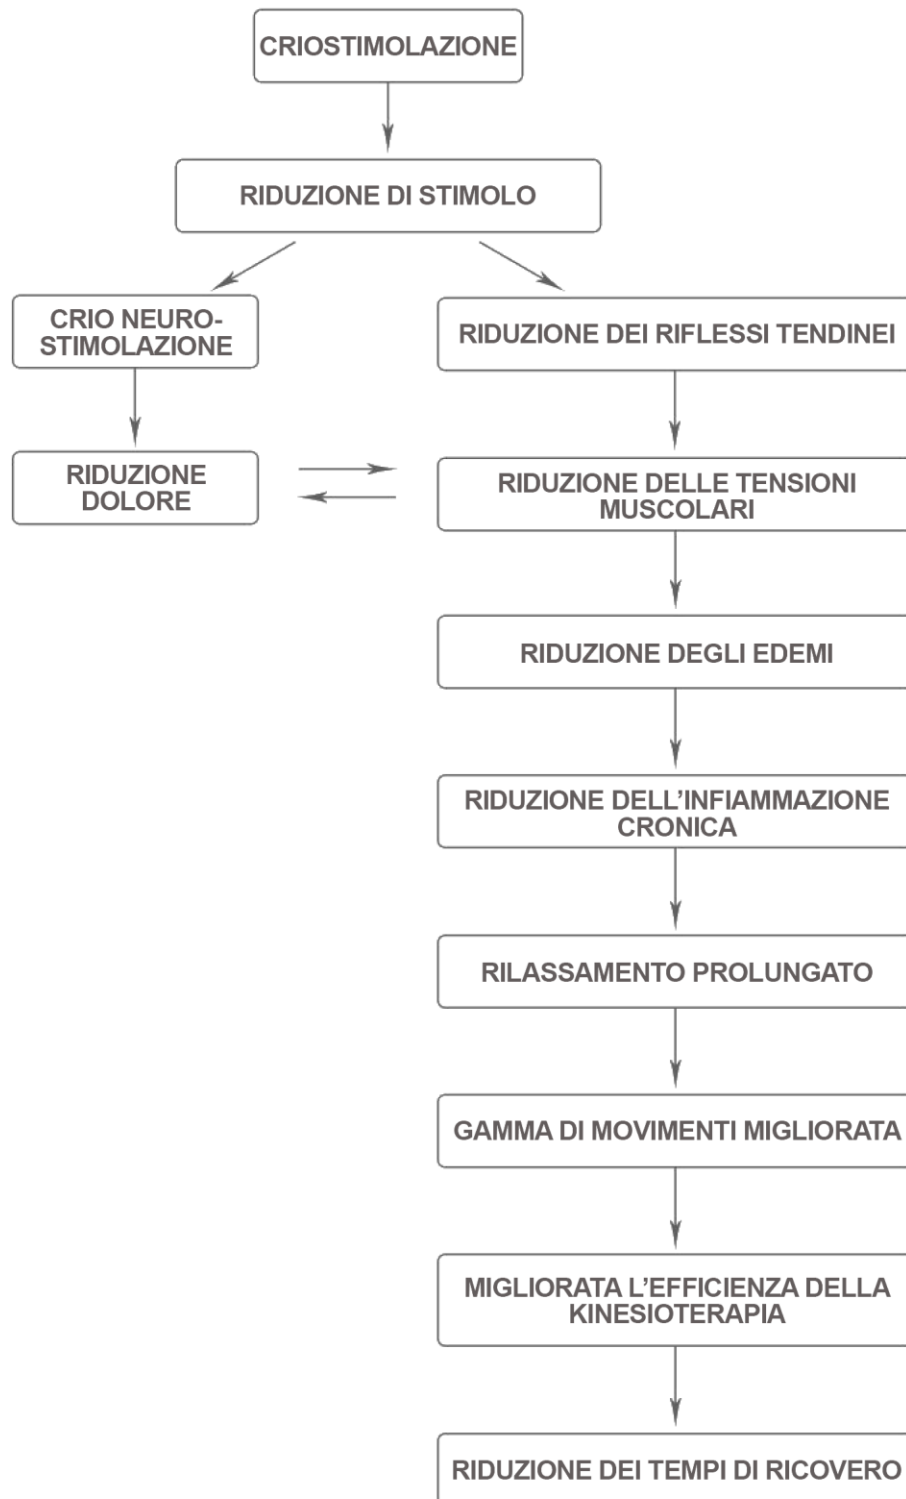 CRIOSTIMOLAZIONE
RIDUZIONE DI STIMOLO
CRIO NEURO-
STIMOLAZIONE
RIDUZIONE DEI RIFLESSI TENDINEI
RIDUZIONE
DOLORE
RIDUZIONE DELLE TENSIONI
MUSCOLARI
RIDUZIONE DEGLI EDEMI
RIDUZIONE DELL’INFIAMMAZIONE
CRONICA
RILASSAMENTO PROLUNGATO
GAMMA DI MOVIMENTI MIGLIORATA
MIGLIORATA L’EFFICIENZA DELLA
KINESIOTERAPIA
RIDUZIONE DEI TEMPI DI RICOVERO